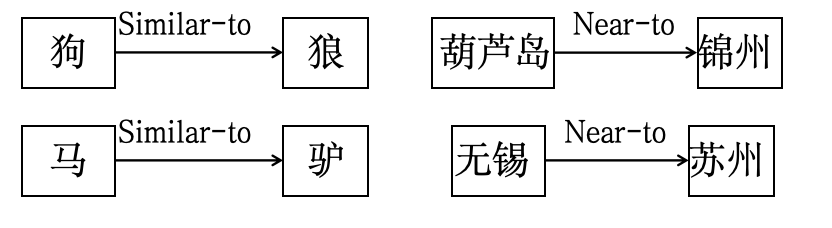 狗 Similar-to 狼
葫芦岛 Near-to 锦州
马 Similar-to 驴
无锡 Near-to 苏州